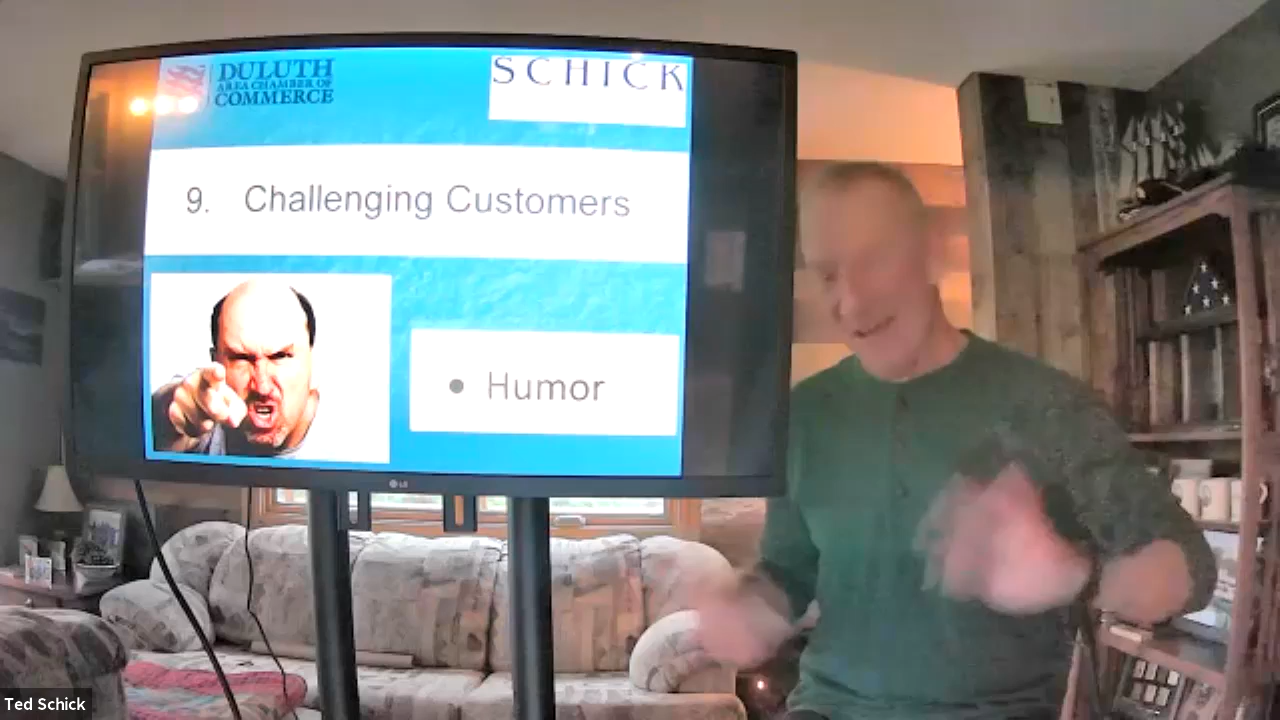 DULUTH
AREA CHAMBER OF
COMMERCE
SCHICK
9. Challenging Customers
• Humor
LG
Ted Schick